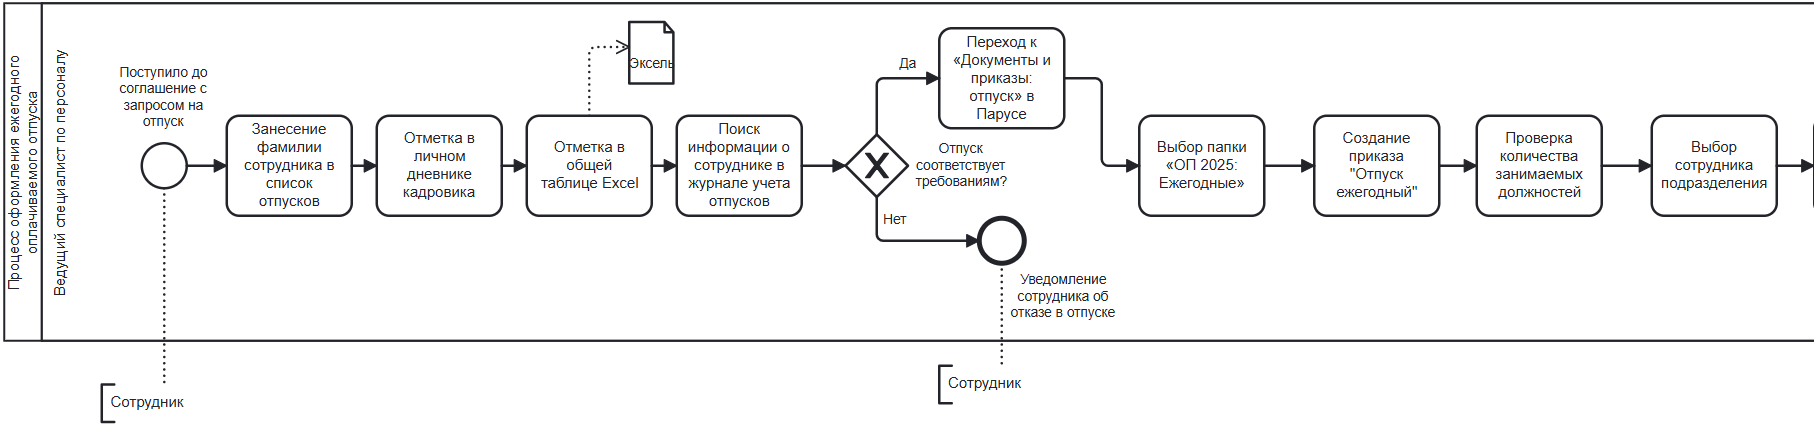 Процесс оформления ежегодного
оплачиваемого отпуска
Ведущий специалист по персоналу
Поступило до
соглашение с
запросом на
отпуск
Занесение
фамилии
сотрудника в
список
отпусков
Отметка в
личном
дневнике
кадровика
Отметка в
общей
таблице Excel
Эксель
Поиск
информации о
сотруднике в
журнале учета
отпусков
Отпуск
соответствует
требованиям?
Да
Нет
Переход к
«Документы и
приказы:
отпуск» в
Парусе
Уведомление
сотрудника об
отказе в отпуске
Выбор папки
«ОП 2025:
Ежегодные»
Создание
приказа
"Отпуск
ежегодный"
Проверка
количества
занимаемых
должностей
Выбор
сотрудника
подразделения
Сотрудник
Сотрудник